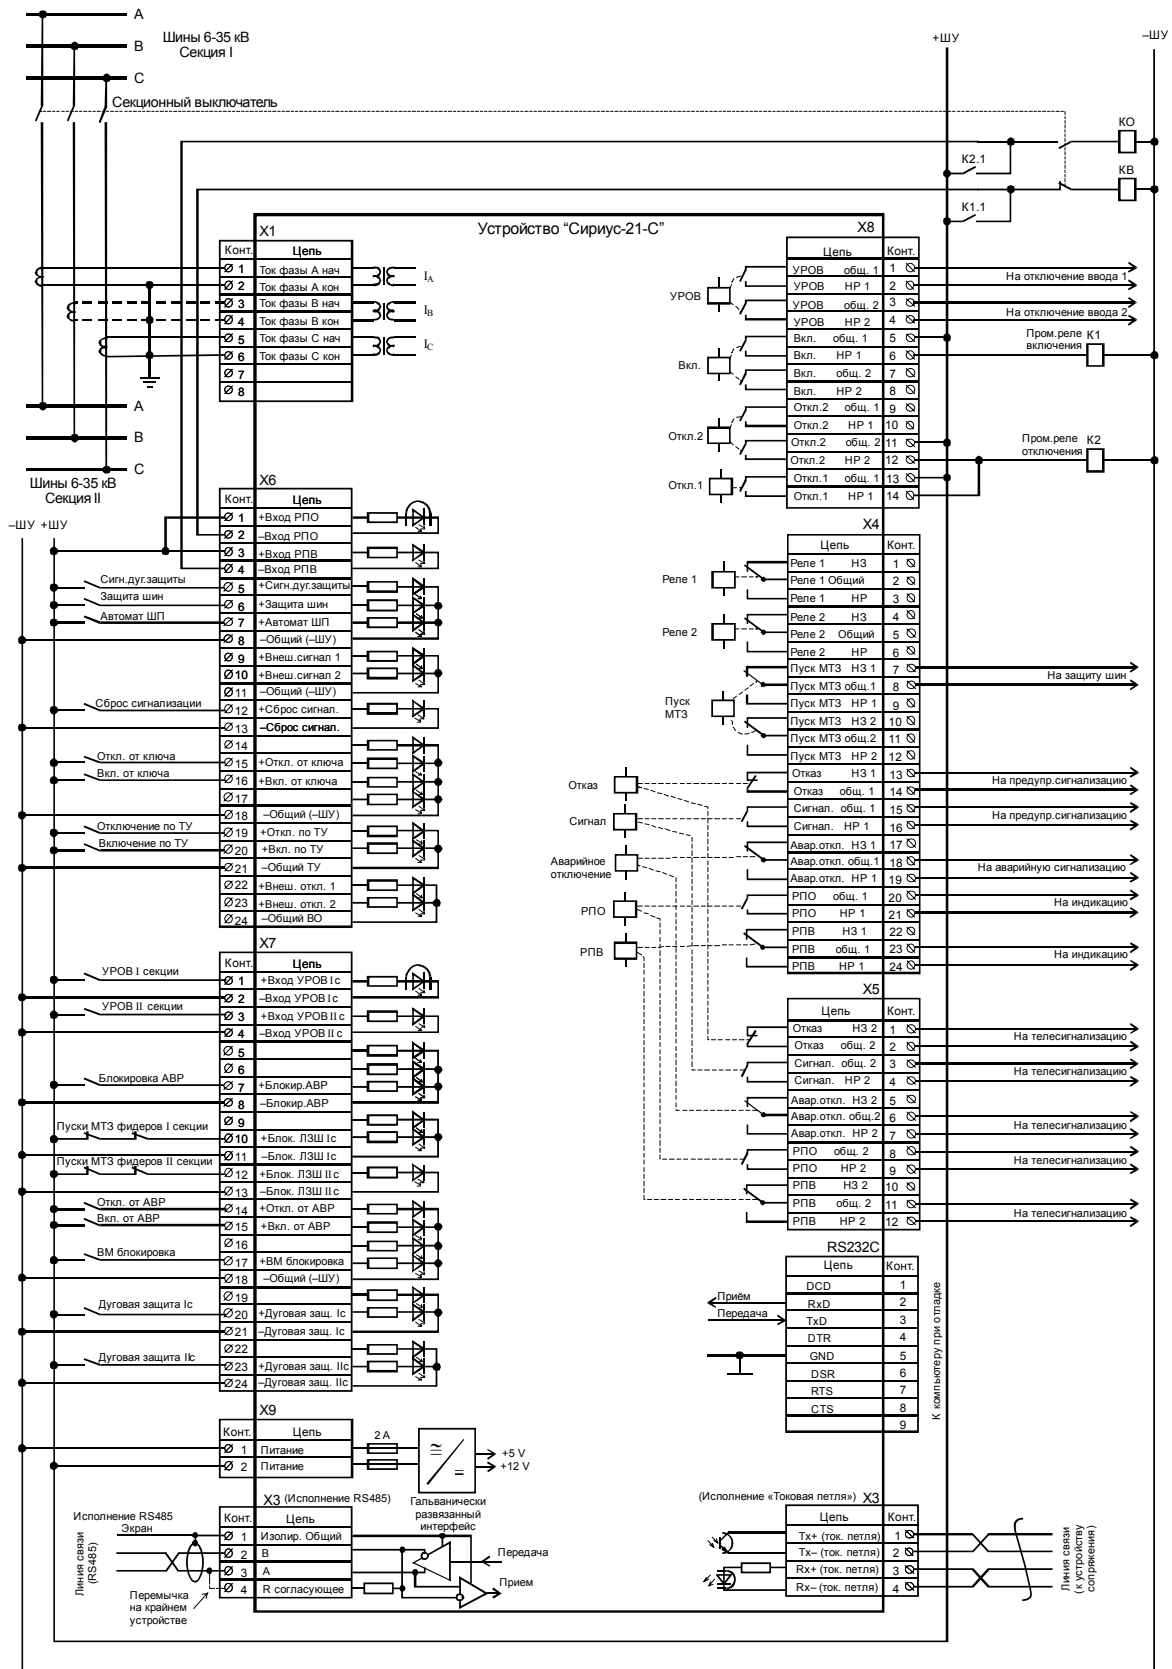 A
B
C
Шины 6-35 кВ
Секция I
Секционный выключатель
+ШУ
–ШУ
КО
К2.1
КВ
К1.1
Устройство “Сириус-21-С”
X1
Конт. Цепь
1 Ток фазы А нач
2 Ток фазы А кон
3 Ток фазы В нач
4 Ток фазы В кон
5 Ток фазы С нач
6 Ток фазы С кон
7
8
IA
IB
IC
A
B
C
Шины 6-35 кВ
Секция II
–ШУ +ШУ
X6
Конт. Цепь
1 +Вход РПО
2 –Вход РПО
3 +Вход РПВ
4 –Вход РПВ
Сигн.дуг.защиты 5 +Сигн.дуг.защиты
Защита шин 6 +Защита шин
Автомат ШП 7 +Автомат ШП
8 –Общий (–ШУ)
9 +Внеш.сигнал 1
10 +Внеш.сигнал 2
11 –Общий (–ШУ)
Сброс сигнализации 12 +Сброс сигнал.
13 –Сброс сигнал.
14
Откл. от ключа 15 +Откл. от ключа
Вкл. от ключа 16 +Вкл. от ключа
17
18 –Общий (–ШУ)
Отключение по ТУ 19 +Откл. по ТУ
Включение по ТУ 20 +Вкл. по ТУ
21 –Общий ТУ
22 +Внеш. откл. 1
23 +Внеш. откл. 2
24 –Общий ВО
X7
Конт. Цепь
УРОВ I секции 1 +Вход УРОВ Iс
2 –Вход УРОВ Iс
УРОВ II секции 3 +Вход УРОВ IIс
4 –Вход УРОВ IIс
5
6
Блокировка АВР 7 +Блокир.АВР
8 –Блокир.АВР
9
Пуски МТЗ фидеров I секции 10 +Блок. ЛЗШ Iс
11 –Блок. ЛЗШ Iс
Пуски МТЗ фидеров II секции 12 +Блок. ЛЗШ IIс
13 –Блок. ЛЗШ IIс
Откл. от АВР 14 +Откл. от АВР
Вкл. от АВР 15 +Вкл. от АВР
16
ВМ блокировка 17 +ВМ блокировка
18 –Общий (–ШУ)
19
Дуговая защита Iс 20 +Дуговая защ. Iс
21 –Дуговая защ. Iс
22
Дуговая защита IIс 23 +Дуговая защ. IIс
24 –Дуговая защ. IIс
X9
Конт. Цепь
1 Питание
2 Питание
2 А
+5 V
+12 V
Гальванически
развязанный
интерфейс
X3 (Исполнение RS485)
Конт. Цепь
1 Изолир. Общий
2 В
3 А
4 R согласующее
Исполнение RS485
Экран
Линия связи
(RS485)
Перемычка
на крайнем
устройстве
Передача
Прием
X8
Цепь Конт.
УРОВ общ. 1 1
УРОВ НР 1 2
УРОВ общ. 2 3
УРОВ НР 2 4
Вкл. общ. 1 5
Вкл. НР 1 6
Вкл. общ. 2 7
Вкл. НР 2 8
Откл.2 общ. 1 9
Откл.2 НР 1 10
Откл.2 общ. 2 11
Откл.2 НР 2 12
Откл.1 общ. 1 13
Откл.1 НР 1 14
УРОВ
Вкл.
Откл.2
Откл.1
На отключение ввода 1
На отключение ввода 2
Пром.реле
включения К1
Пром.реле
отключения К2
X4
Цепь Конт.
Реле 1 НЗ 1
Реле 1 Общий 2
Реле 1 НР 3
Реле 2 НЗ 4
Реле 2 Общий 5
Реле 2 НР 6
Пуск МТЗ НЗ 1 7
Пуск МТЗ общ.1 8
Пуск МТЗ НР 1 9
Пуск МТЗ НЗ 2 10
Пуск МТЗ общ.2 11
Пуск МТЗ НР 2 12
Отказ НЗ 1 13
Отказ общ. 1 14
Сигнал. общ. 1 15
Сигнал. НР 1 16
Авар.откл. НЗ 1 17
Авар.откл. общ.1 18
Авар.откл. НР 1 19
РПО общ. 1 20
РПО НР 1 21
РПВ НЗ 1 22
РПВ общ. 1 23
РПВ НР 1 24
Реле 1
Реле 2
Пуск
МТЗ
Отказ
Сигнал
Аварийное
отключение
РПО
РПВ
На защиту шин
На предупр.сигнализацию
На предупр.сигнализацию
На аварийную сигнализацию
На индикацию
На индикацию
X5
Цепь Конт.
Отказ НЗ 2 1
Отказ общ. 2 2
Сигнал. общ. 2 3
Сигнал. НР 2 4
Авар.откл. НЗ 2 5
Авар.откл. общ.2 6
Авар.откл. НР 2 7
РПО общ. 2 8
РПО НР 2 9
РПВ НЗ 2 10
РПВ общ. 2 11
РПВ НР 2 12
На телесигнализацию
На телесигнализацию
На телесигнализацию
На телесигнализацию
На телесигнализацию
RS232C
Цепь Конт.
DCD 1
RxD 2
TxD 3
DTR 4
GND 5
DSR 6
RTS 7
CTS 8
9
Приём
Передача
К компьютеру при отладке
(Исполнение «Токовая петля») X3
Цепь Конт.
Tx+ (ток. петля) 1
Tx– (ток. петля) 2
Rx+ (ток. петля) 3
Rx– (ток. петля) 4
Линия связи
(к устройству
сопряжения)